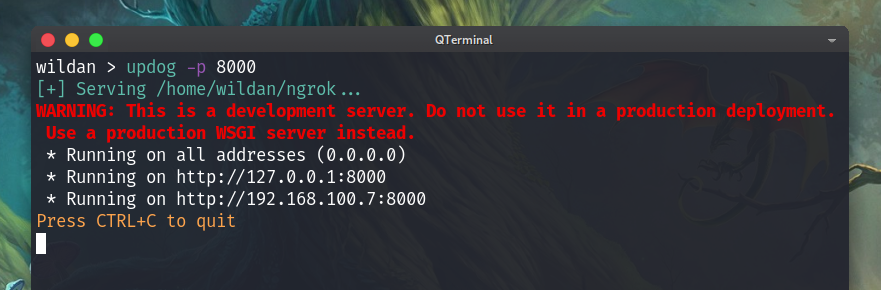 QTerminal
wildan > updog -p 8000
[+] Serving /home/wildan/ngrok...
WARNING: This is a development server. Do not use it in a production deployment.
Use a production WSGI server instead.
* Running on all addresses (0.0.0.0)
* Running on http://127.0.0.1:8000
* Running on http://192.168.100.7:8000
Press CTRL+C to quit